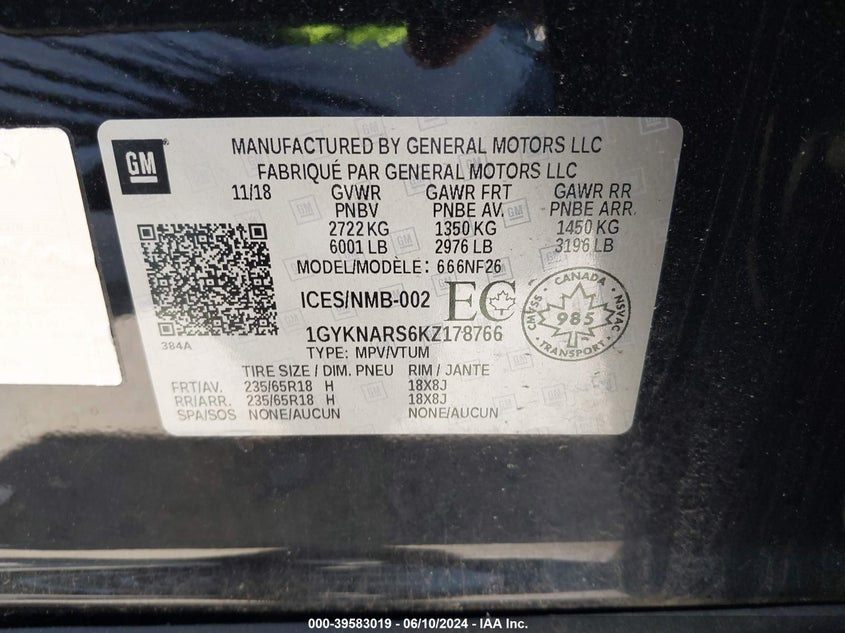 GM
MANUFACTURED BY GENERAL MOTORS LLC
FABRIQUÉ PAR GENERAL MOTORS LLC
11/18 GVWR GAWR FRT GAWR RR
PNBV PNBE AV. PNBE ARR.
2722 KG 1350 KG 1450 KG
6001 LB 2976 LB 3196 LB
MODEL/MODÈLE: 666NF26
ICES/NMB-002 EC
CANADA
CMVSS 985 NSVAC
TRANSPORT
1GYKNARS6KZ178766
384A
TYPE: MPV/VTUM
TIRE SIZE / DIM. PNEU RIM / JANTE
FRT/AV. 235/65R18 H 18X8J
RR/ARR. 235/65R18 H 18X8J
SPA/SOS NONE/AUCUN NONE/AUCUN
000-39583019 - 06/10/2024 - IAA Inc.